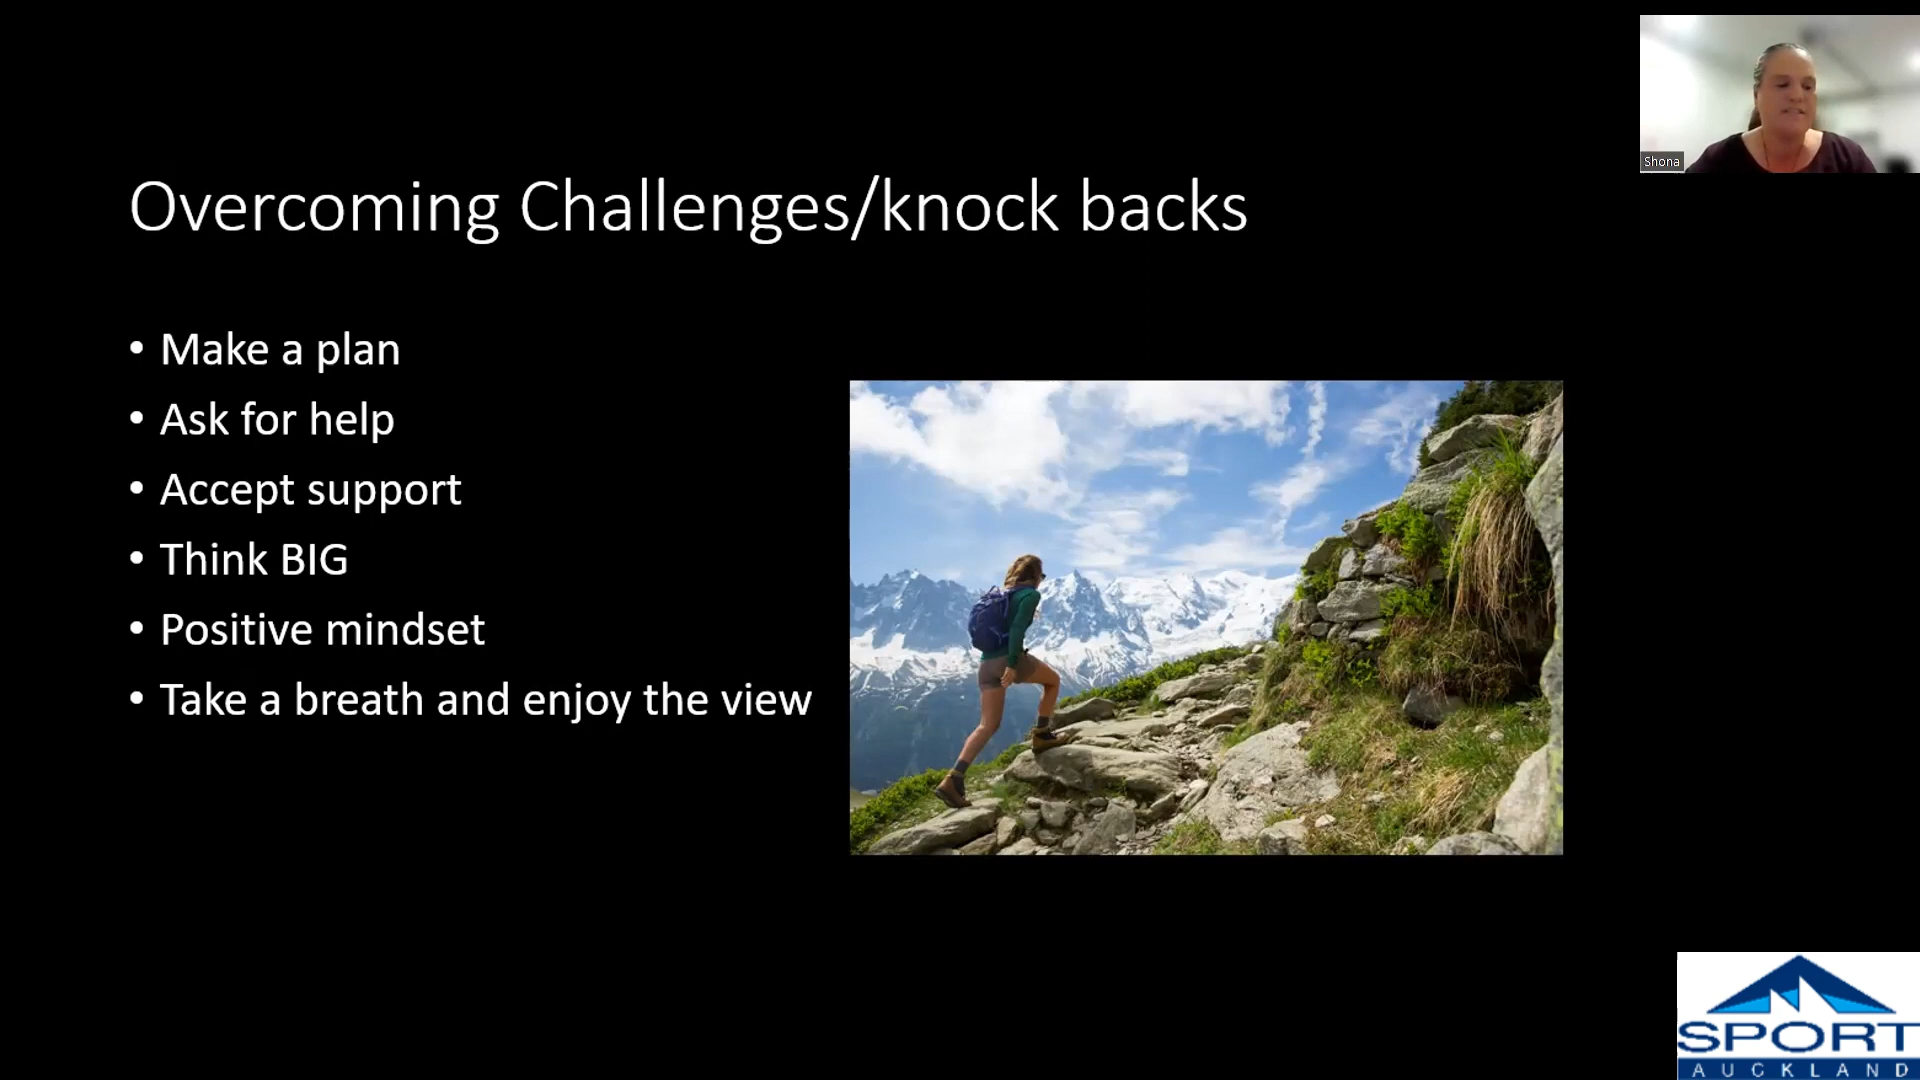 Shona
Overcoming Challenges/knock backs
• Make a plan
• Ask for help
• Accept support
• Think BIG
• Positive mindset
• Take a breath and enjoy the view
SPORT
AUCKLAND